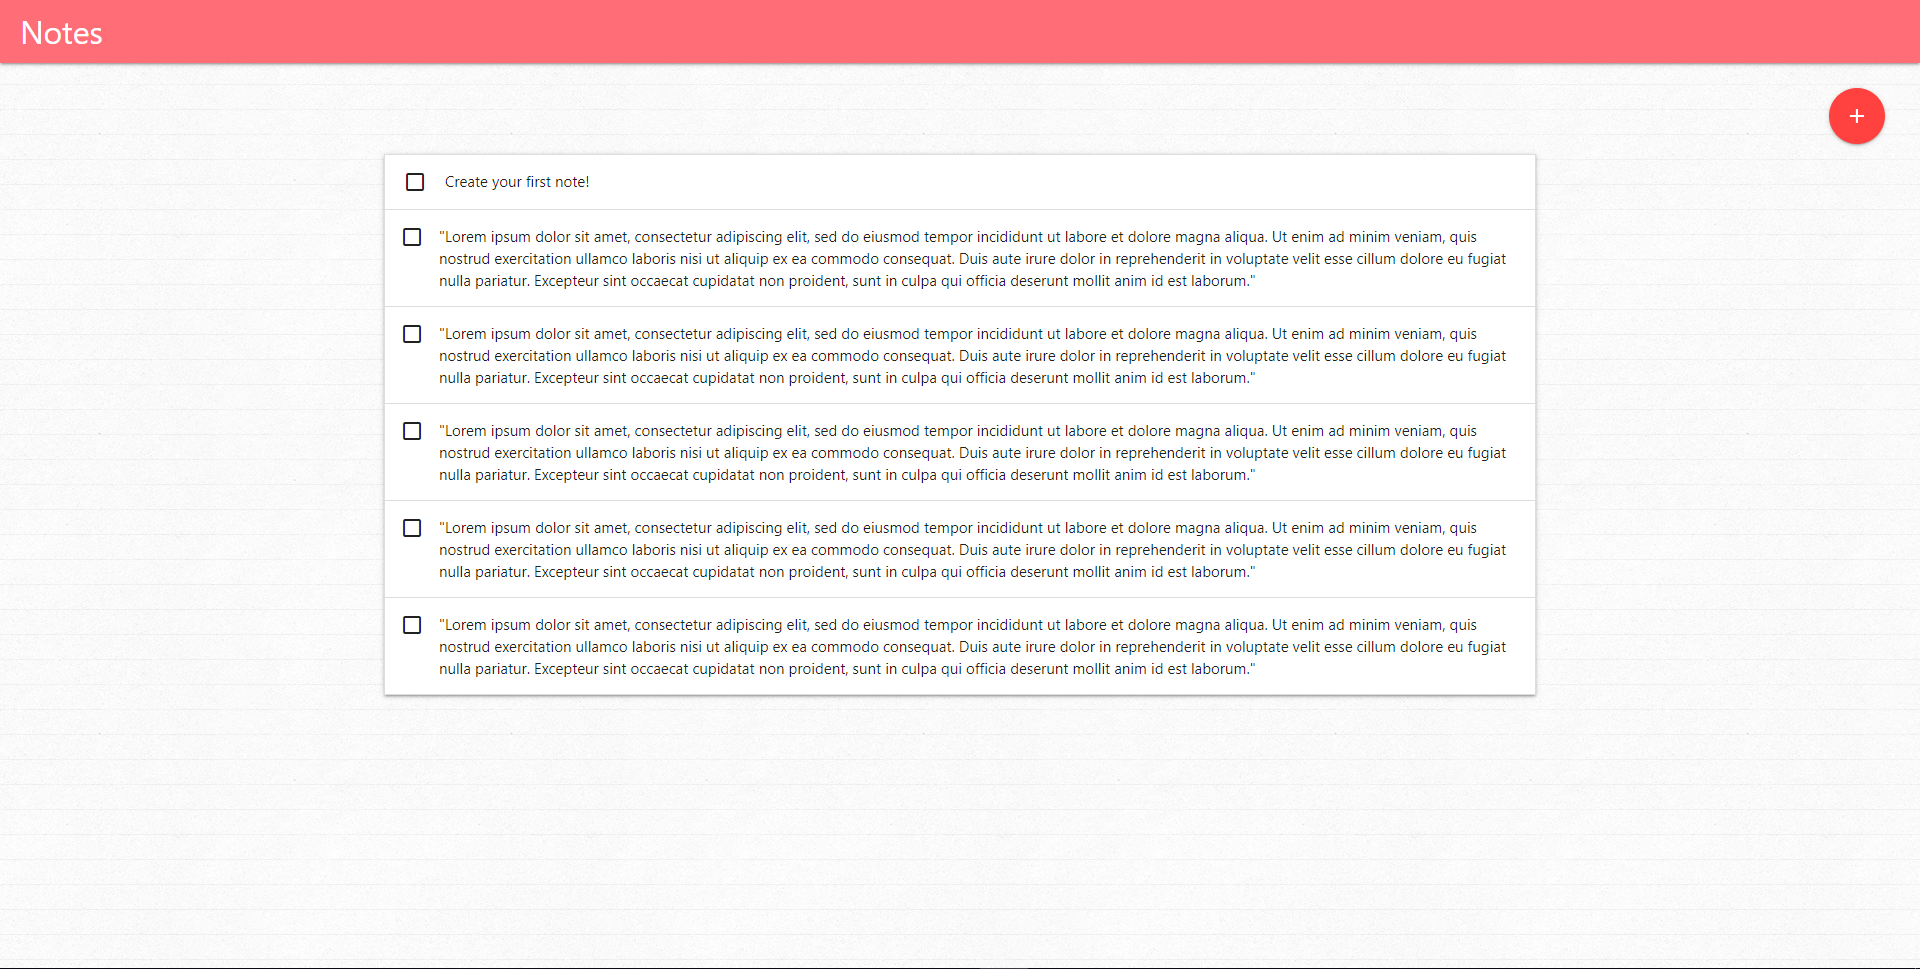 Notes
+
Create your first note!
"Lorem ipsum dolor sit amet, consectetur adipiscing elit, sed do eiusmod tempor incididunt ut labore et dolore magna aliqua. Ut enim ad minim veniam, quis
nostrud exercitation ullamco laboris nisi ut aliquip ex ea commodo consequat. Duis aute irure dolor in reprehenderit in voluptate velit esse cillum dolore eu fugiat
nulla pariatur. Excepteur sint occaecat cupidatat non proident, sunt in culpa qui officia deserunt mollit anim id est laborum."
"Lorem ipsum dolor sit amet, consectetur adipiscing elit, sed do eiusmod tempor incididunt ut labore et dolore magna aliqua. Ut enim ad minim veniam, quis
nostrud exercitation ullamco laboris nisi ut aliquip ex ea commodo consequat. Duis aute irure dolor in reprehenderit in voluptate velit esse cillum dolore eu fugiat
nulla pariatur. Excepteur sint occaecat cupidatat non proident, sunt in culpa qui officia deserunt mollit anim id est laborum."
"Lorem ipsum dolor sit amet, consectetur adipiscing elit, sed do eiusmod tempor incididunt ut labore et dolore magna aliqua. Ut enim ad minim veniam, quis
nostrud exercitation ullamco laboris nisi ut aliquip ex ea commodo consequat. Duis aute irure dolor in reprehenderit in voluptate velit esse cillum dolore eu fugiat
nulla pariatur. Excepteur sint occaecat cupidatat non proident, sunt in culpa qui officia deserunt mollit anim id est laborum."
"Lorem ipsum dolor sit amet, consectetur adipiscing elit, sed do eiusmod tempor incididunt ut labore et dolore magna aliqua. Ut enim ad minim veniam, quis
nostrud exercitation ullamco laboris nisi ut aliquip ex ea commodo consequat. Duis aute irure dolor in reprehenderit in voluptate velit esse cillum dolore eu fugiat
nulla pariatur. Excepteur sint occaecat cupidatat non proident, sunt in culpa qui officia deserunt mollit anim id est laborum."
"Lorem ipsum dolor sit amet, consectetur adipiscing elit, sed do eiusmod tempor incididunt ut labore et dolore magna aliqua. Ut enim ad minim veniam, quis
nostrud exercitation ullamco laboris nisi ut aliquip ex ea commodo consequat. Duis aute irure dolor in reprehenderit in voluptate velit esse cillum dolore eu fugiat
nulla pariatur. Excepteur sint occaecat cupidatat non proident, sunt in culpa qui officia deserunt mollit anim id est laborum."